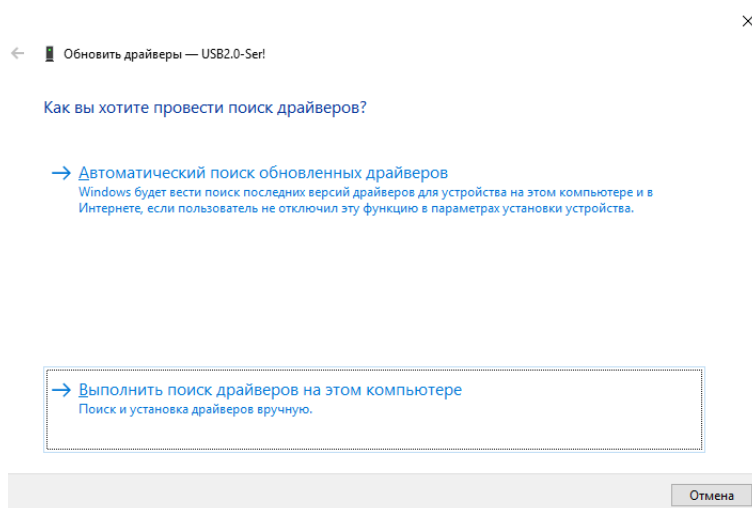 Обновить драйверы — USB2.0-Ser!
Как вы хотите провести поиск драйверов?
Автоматический поиск обновленных драйверов
Windows будет вести поиск последних версий драйверов для устройства на этом компьютере и в
Интернете, если пользователь не отключил эту функцию в параметрах установки устройства.
Выполнить поиск драйверов на этом компьютере
Поиск и установка драйверов вручную.
Отмена